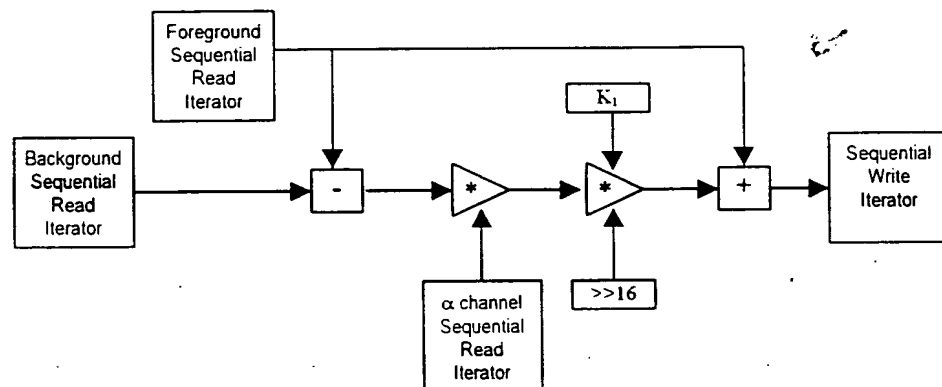 Foreground
Sequential
Read
Iterator
K₁
Background
Sequential
Read
Iterator
-
*
*
+
Sequential
Write
Iterator
α channel
Sequential
Read
Iterator
>>16